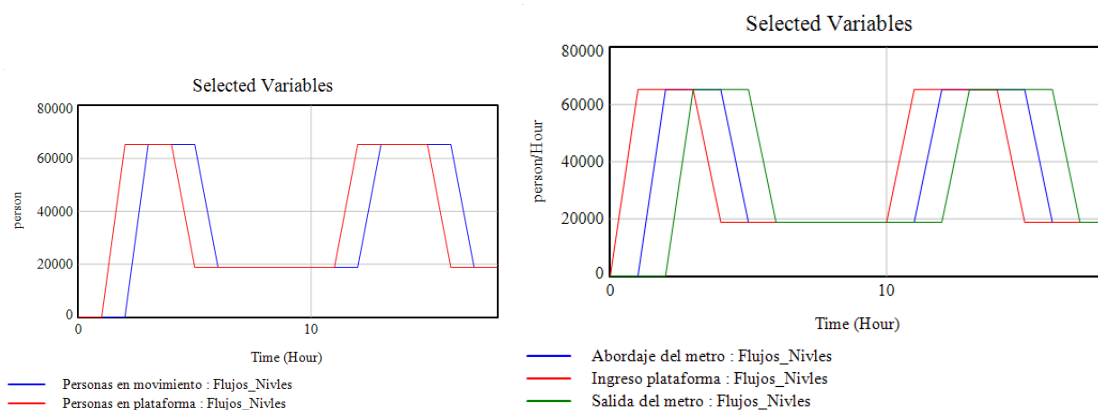 Selected Variables
80000
60000
40000
20000
0
person
0
10
Time (Hour)
Personas en movimiento : Flujos_Nivles
Personas en plataforma : Flujos_Nivles
Selected Variables
80000
60000
40000
20000
0
person/Hour
0
10
Time (Hour)
Abordaje del metro : Flujos_Nivles
Ingreso plataforma : Flujos_Nivles
Salida del metro : Flujos_Nivles